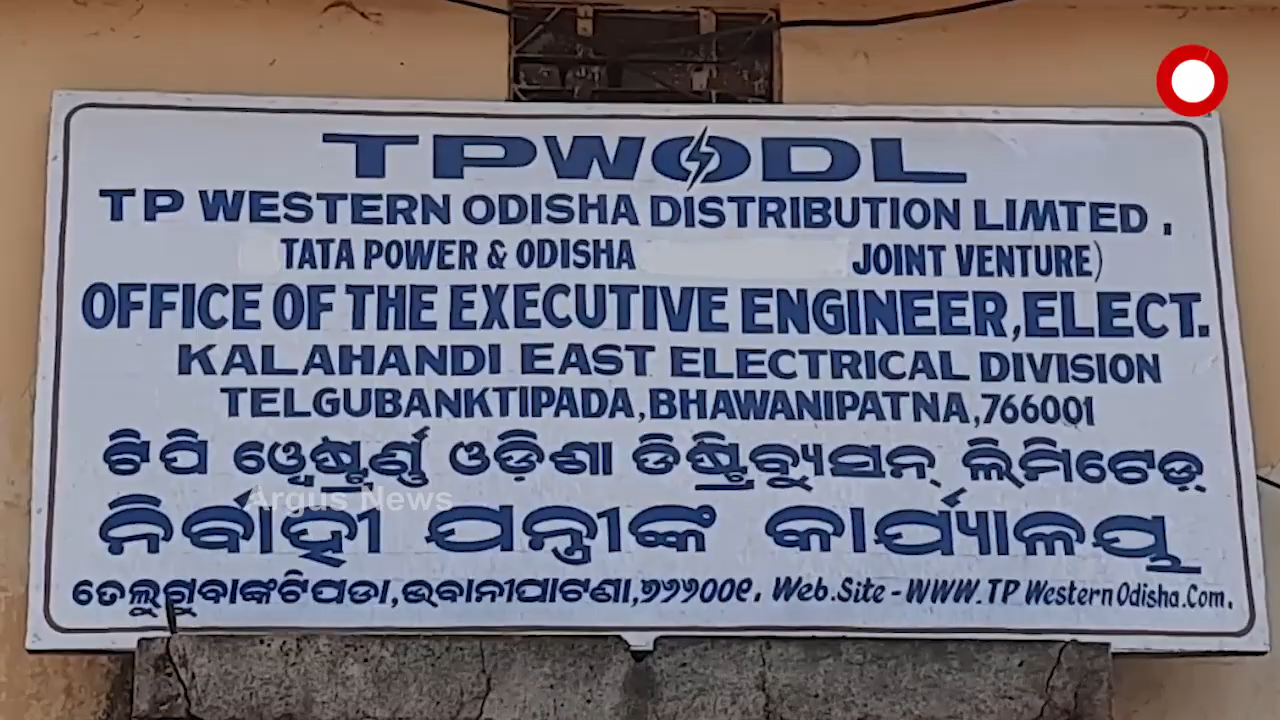 TPWODL
TP WESTERN ODISHA DISTRIBUTION LIMTED .
TATA POWER & ODISHA JOINT VENTURE)
OFFICE OF THE EXECUTIVE ENGINEER, ELECT.
KALAHANDI EAST ELECTRICAL DIVISION
TELGUBANKTIPADA, BHAWANIPATNA, 766001
ଟିପି ୱେଷ୍ଟର୍ଣ୍ଣ ଓଡ଼ିଶା ଡିଷ୍ଟ୍ରିବ୍ୟୁସନ୍ ଲିମିଟେଡ଼୍
Argus News
ନିର୍ବାହୀ ଯନ୍ତ୍ରୀଙ୍କ କାର୍ଯ୍ୟାଳୟ
ତେଲୁଗୁବାଙ୍କଟିପଡା, ଭବାନୀପାଟଣା, ୭୬୬୦୦୧. Web.Site - WWW.TP Western Odisha.Com.